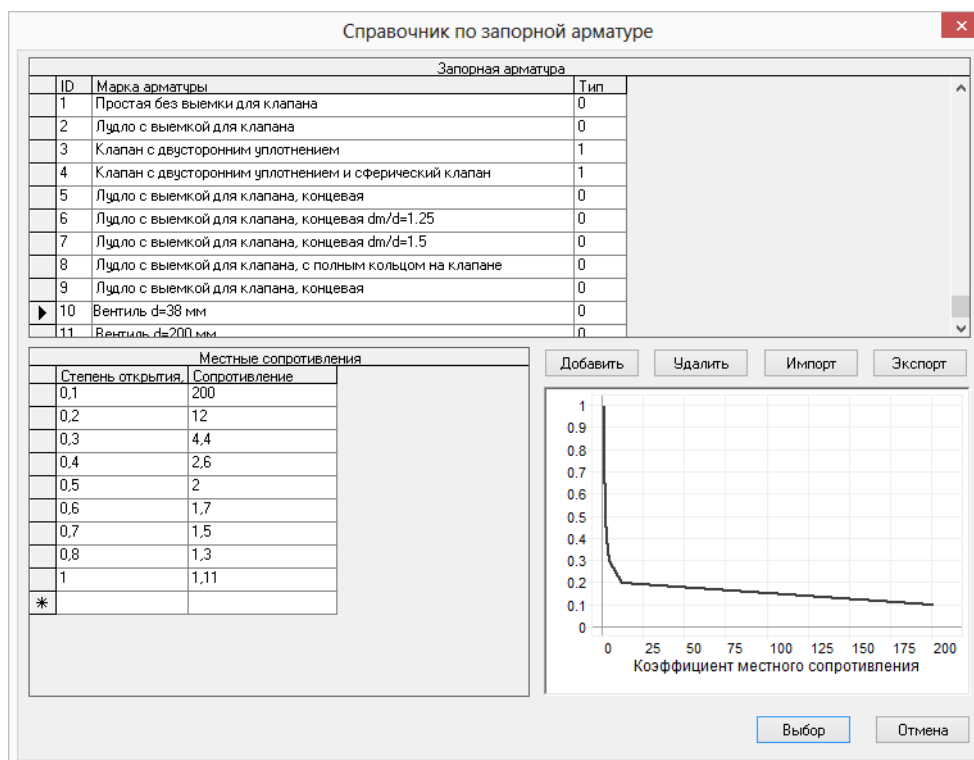 Справочник по запорной арматуре
Запорная арматура
ID Марка арматуры Тип
1 Простая без выемки для клапана 0
2 Лудло с выемкой для клапана 0
3 Клапан с двусторонним уплотнением 1
4 Клапан с двусторонним уплотнением и сферический клапан 1
5 Лудло с выемкой для клапана, концевая 0
6 Лудло с выемкой для клапана, концевая dm/d=1.25 0
7 Лудло с выемкой для клапана, концевая dm/d=1.5 0
8 Лудло с выемкой для клапана, с полным кольцом на клапане 0
9 Лудло с выемкой для клапана, концевая 0
10 Вентиль d=38 мм 0
11 Вентиль d=200 мм 0
Местные сопротивления
Степень открытия, Сопротивление
0,1 200
0,2 12
0,3 4,4
0,4 2,6
0,5 2
0,6 1,7
0,7 1,5
0,8 1,3
1 1,11
Добавить Удалить Импорт Экспорт
1
0.9
0.8
0.7
0.6
0.5
0.4
0.3
0.2
0.1
0
0 25 50 75 100 125 150 175 200
Коэффициент местного сопротивления
Выбор Отмена